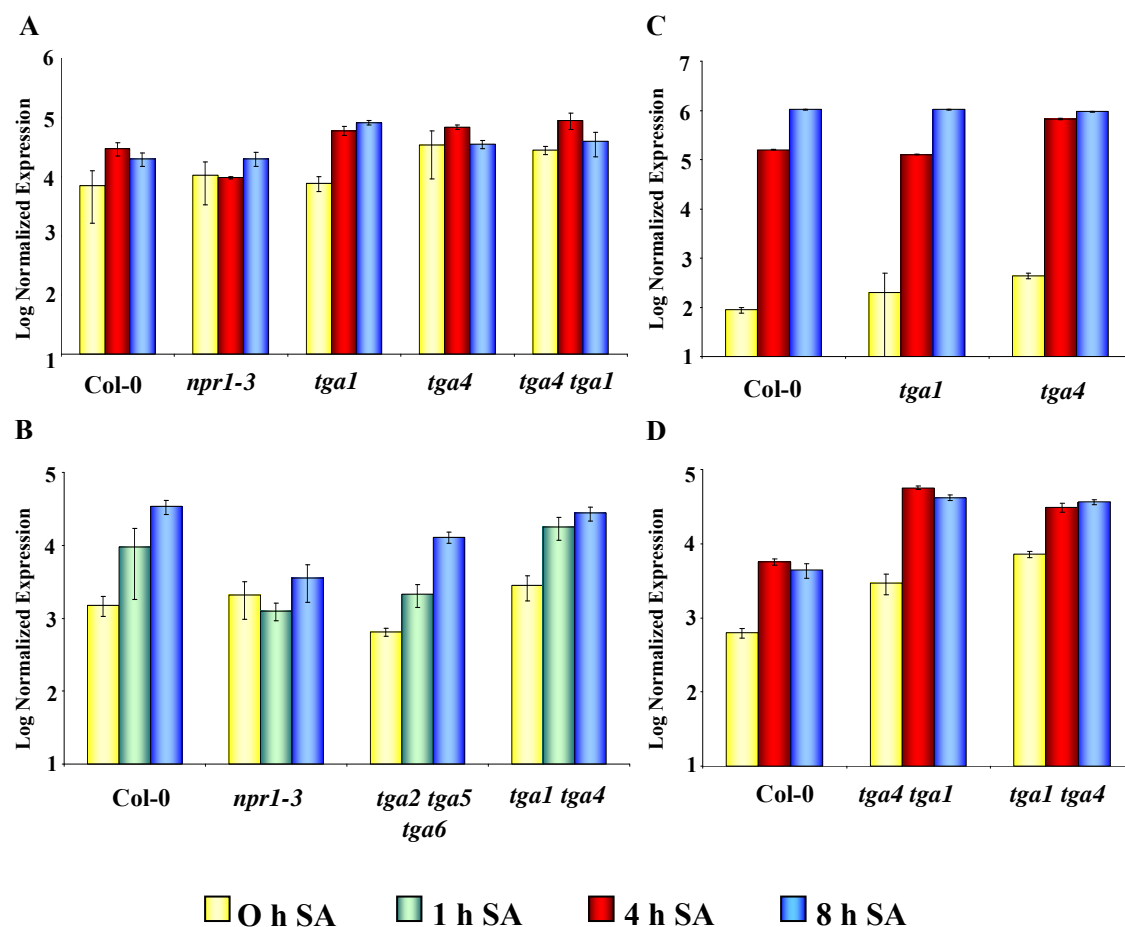 A
Log Normalized Expression
6
5
4
3
2
1
Col-0
npr1-3
tga1
tga4
tga4 tga1
C
Log Normalized Expression
7
6
5
4
3
2
1
Col-0
tga1
tga4
B
Log Normalized Expression
5
4
3
2
1
Col-0
npr1-3
tga2 tga5
tga6
tga1 tga4
D
Log Normalized Expression
5
4
3
2
1
Col-0
tga4 tga1
tga1 tga4
O h SA
1 h SA
4 h SA
8 h SA